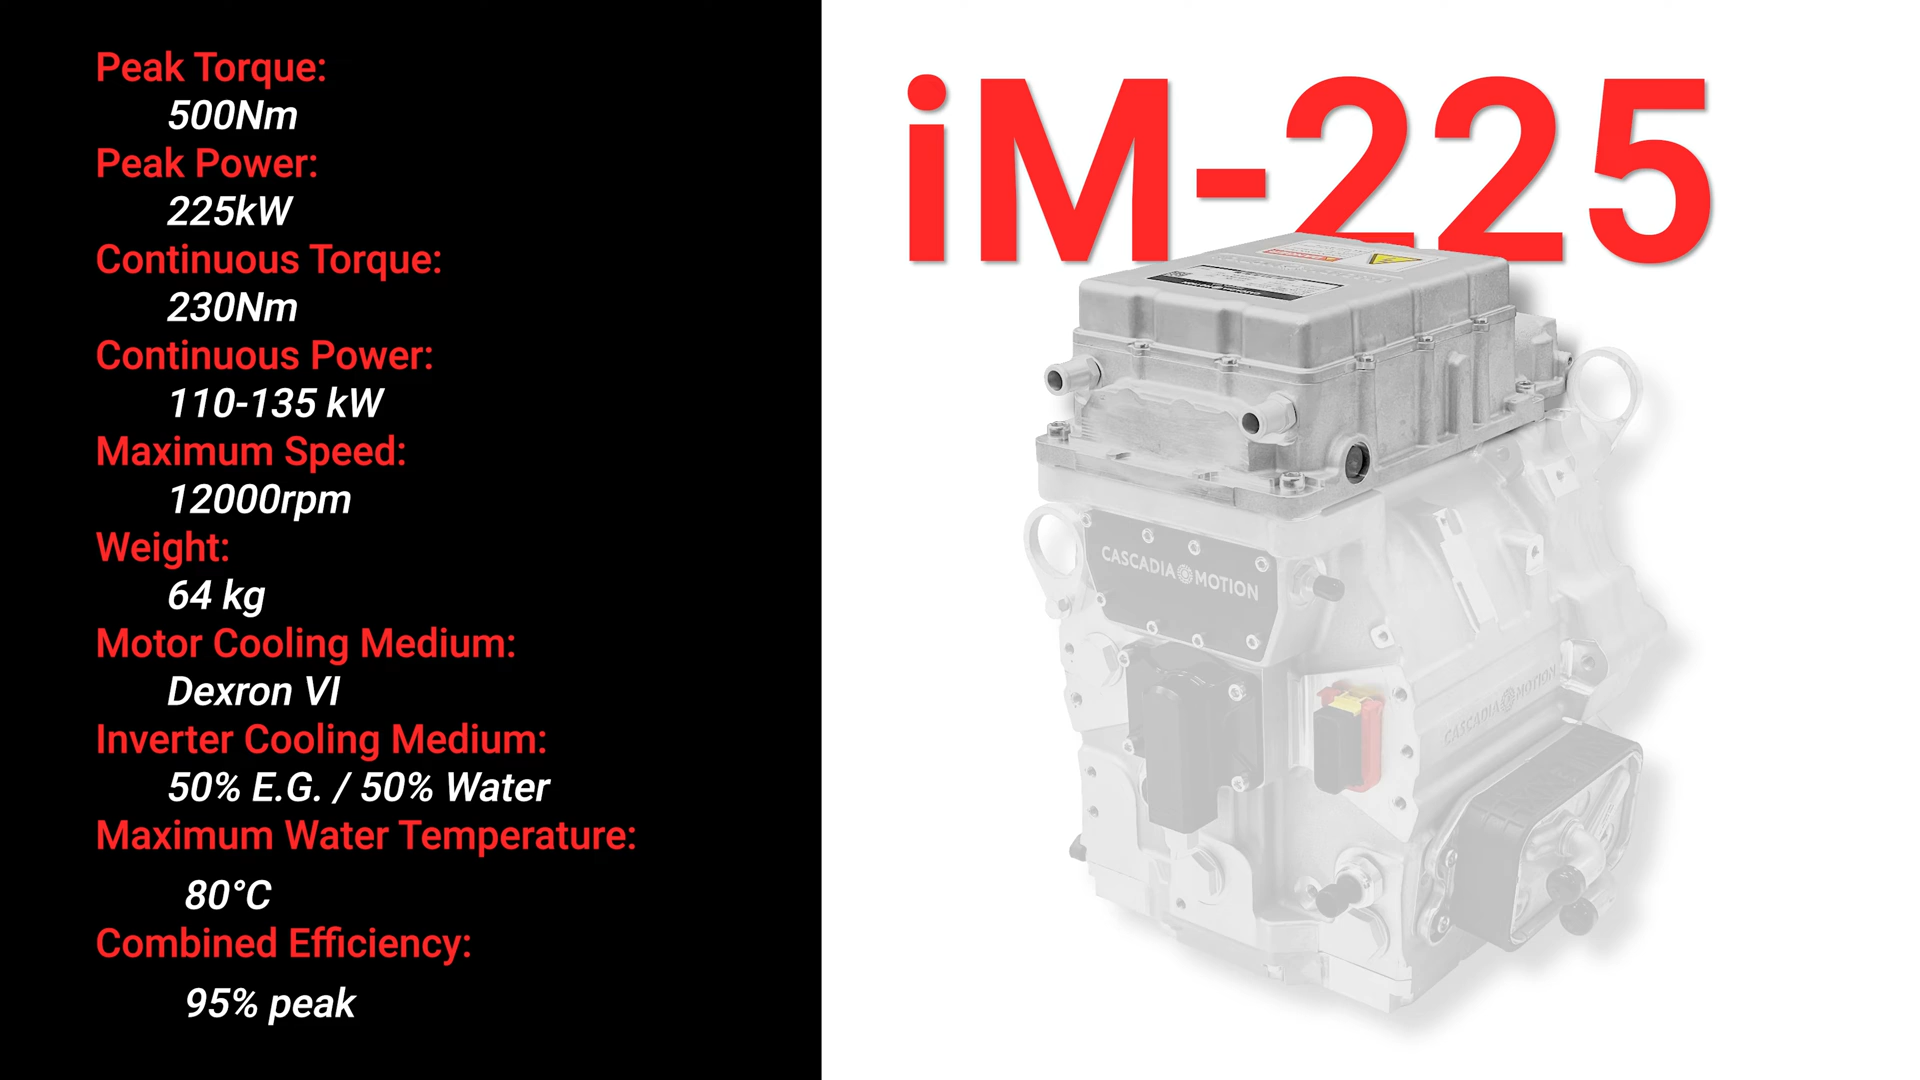 Peak Torque:
500Nm
Peak Power:
225kW
Continuous Torque:
230Nm
Continuous Power:
110-135 kW
Maximum Speed:
12000rpm
Weight:
64 kg
Motor Cooling Medium:
Dexron VI
Inverter Cooling Medium:
50% E.G. / 50% Water
Maximum Water Temperature:
80°C
Combined Efficiency:
95% peak
iM-225
CASCADIA MOTION
CASCADIA MOTION